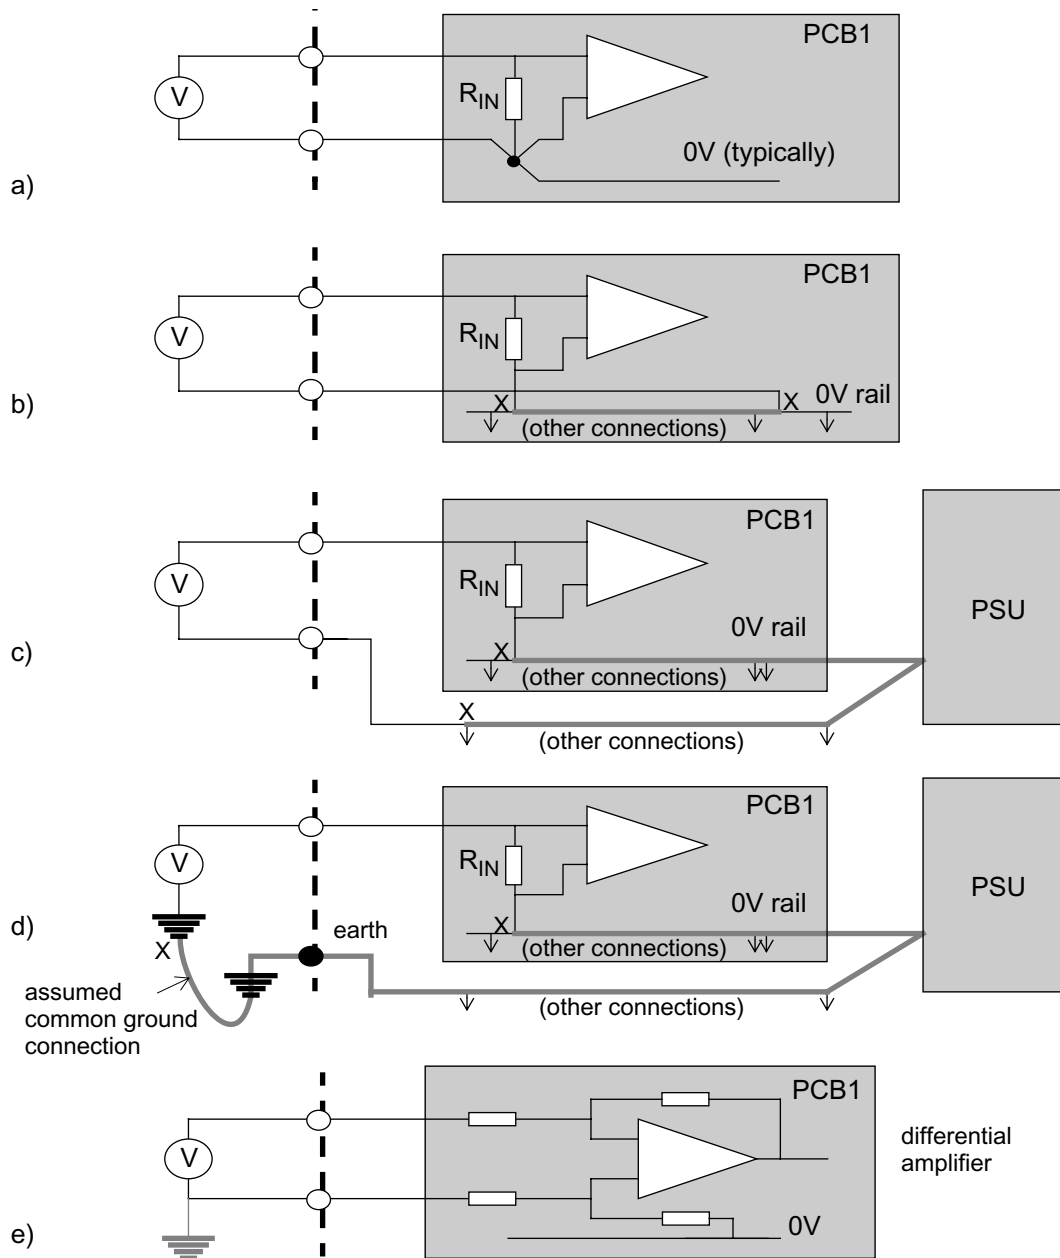 PCB1
V
R_IN
0V (typically)
a)
PCB1
V
R_IN
X
X
0V rail
(other connections)
b)
PCB1
V
R_IN
PSU
0V rail
c)
X
(other connections)
X
(other connections)
PCB1
V
R_IN
PSU
0V rail
d)
X
earth
X
(other connections)
assumed
common ground
connection
(other connections)
PCB1
differential
amplifier
V
0V
e)